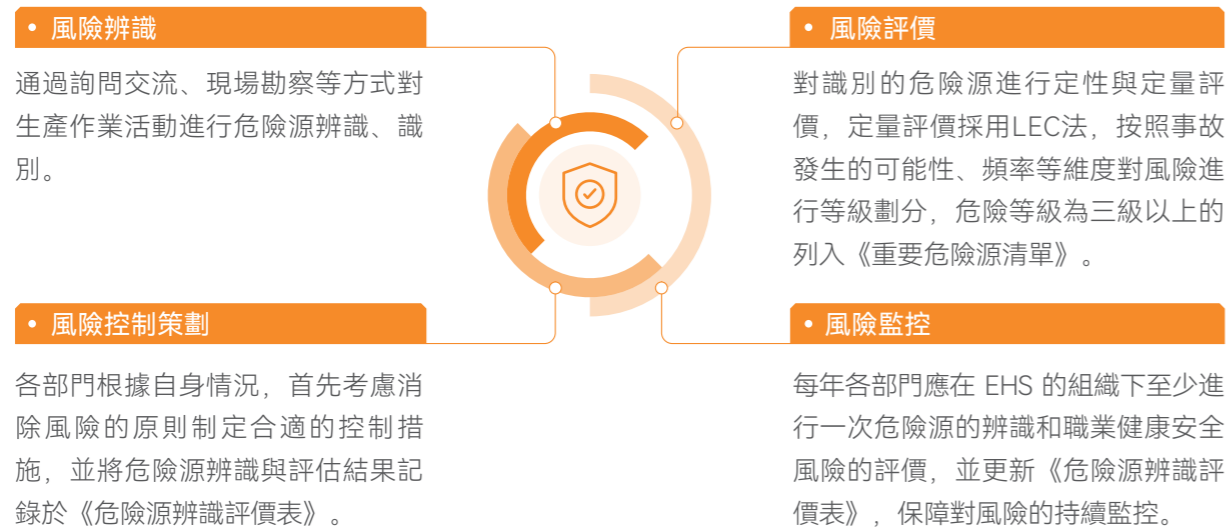 • 風險辨識
通過詢問交流、現場勘察等方式對
生產作業活動進行危險源辨識、識
別。
• 風險評價
對識別的危險源進行定性與定量評
價，定量評價採用LEC法，按照事故
發生的可能性、頻率等維度對風險進
行等級劃分，危險等級為三級以上的
列入《重要危險源清單》。
• 風險控制策劃
各部門根據自身情況，首先考慮消
除風險的原則制定合適的控制措
施，並將危險源辨識與評估結果記
錄於《危險源辨識評價表》。
• 風險監控
每年各部門應在 EHS 的組織下至少進
行一次危險源的辨識和職業健康安全
風險的評價，並更新《危險源辨識評
價表》，保障對風險的持續監控。